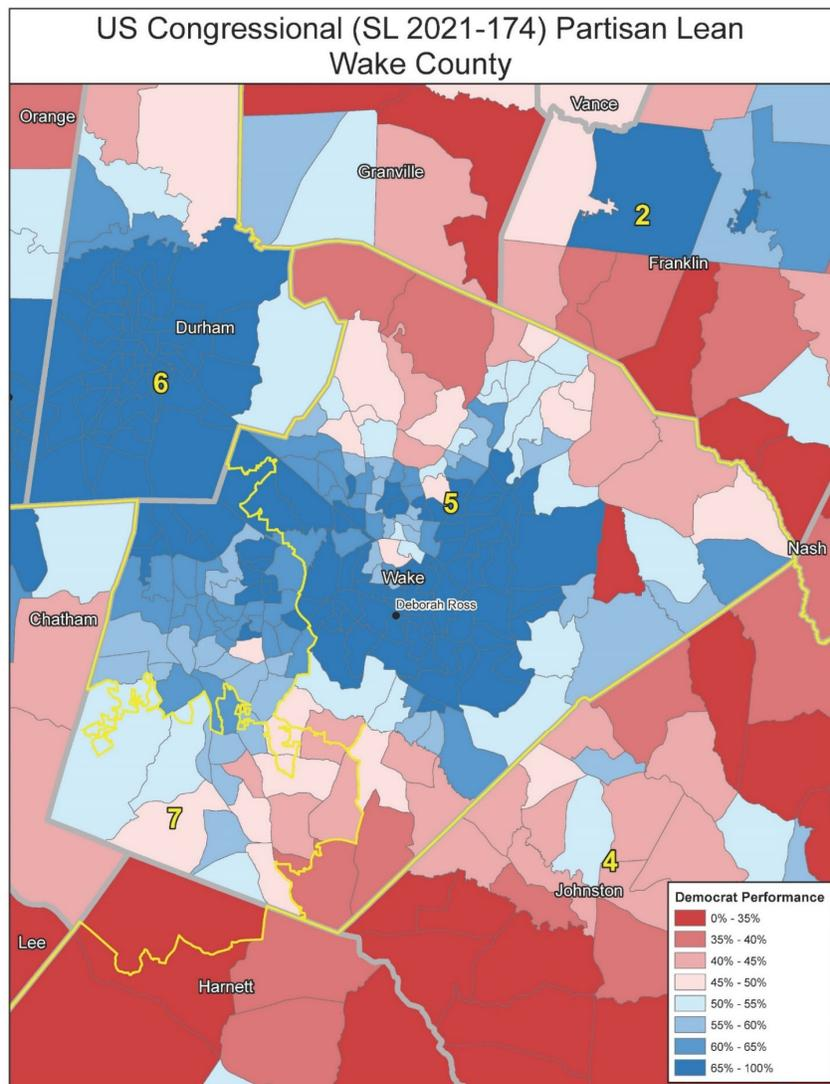 US Congressional (SL 2021-174) Partisan Lean
Wake County
Orange
Vance
Granville
2
Franklin
Durham
6
5
Nash
Wake
Deborah Ross
Chatham
7
4
Johnston
Lee
Harnett
Democrat Performance
0% - 35%
35% - 40%
40% - 45%
45% - 50%
50% - 55%
55% - 60%
60% - 65%
65% - 100%